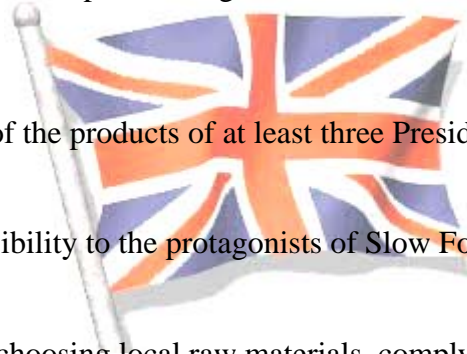 of the products of at least three Presid
ibility to the protagonists of Slow Fo
choosing local raw materials, comply